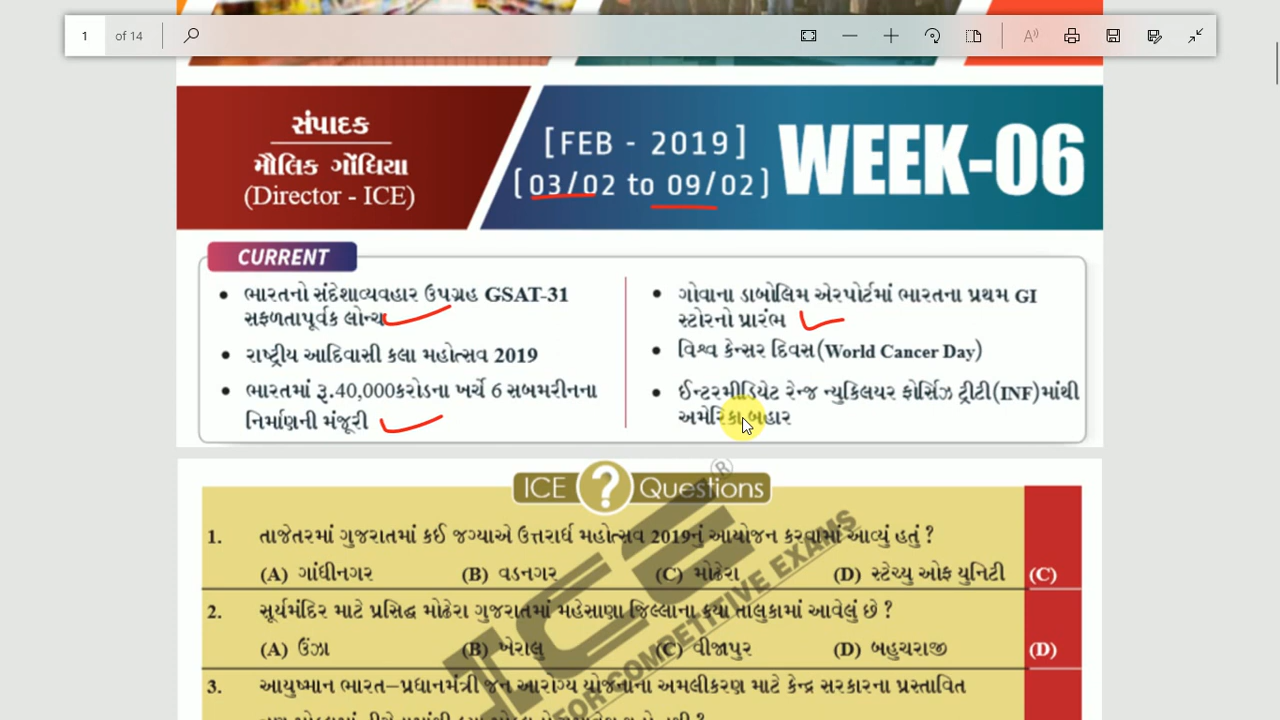 1 of 14
સંપાદક
મૌલિક ગોંધિયા
(Director - ICE)
[FEB - 2019]
[03/02 to 09/02]
WEEK-06
CURRENT
• ભારતનો સંદેશાવ્યવહાર ઉપગ્રહ GSAT-31
સફળતાપૂર્વક લોન્ચ
• રાષ્ટ્રીય આદિવાસી કલા મહોત્સવ 2019
• ભારતમાં રૂ.40,000કરોડના ખર્ચે 6 સબમરીનના
નિર્માણની મંજૂરી
• ગોવાના ડાબોલિમ એરપોર્ટમાં ભારતના પ્રથમ GI
સ્ટોરનો પ્રારંભ
• વિશ્વ કેન્સર દિવસ(World Cancer Day)
• ઈન્ટરમીડિયેટ રેન્જ ન્યુક્લિયર ફોર્સિઝ ટ્રીટી(INF)માંથી
અમેરિકા બહાર
ICE ? Questions
®
1. તાજેતરમાં ગુજરાતમાં કઈ જગ્યાએ ઉત્તરાર્ધ મહોત્સવ 2019નું આયોજન કરવામાં આવ્યું હતું ?
(A) ગાંધીનગર (B) વડનગર (C) મોઢેરા (D) સ્ટેચ્યુ ઓફ યુનિટી (C)
2. સૂર્યમંદિર માટે પ્રસિદ્ધ મોઢેરા ગુજરાતમાં મહેસાણા જિલ્લાના કયા તાલુકામાં આવેલું છે ?
(A) ઉંઝા (B) ખેરાલુ (C) વીજાપુર (D) બહુચરાજી (D)
3. આયુષ્માન ભારત–પ્રધાનમંત્રી જન આરોગ્ય યોજનાના અમલીકરણ માટે કેન્દ્ર સરકારના પ્રસ્તાવિત
ICE
FOR COMPETITIVE EXAMS